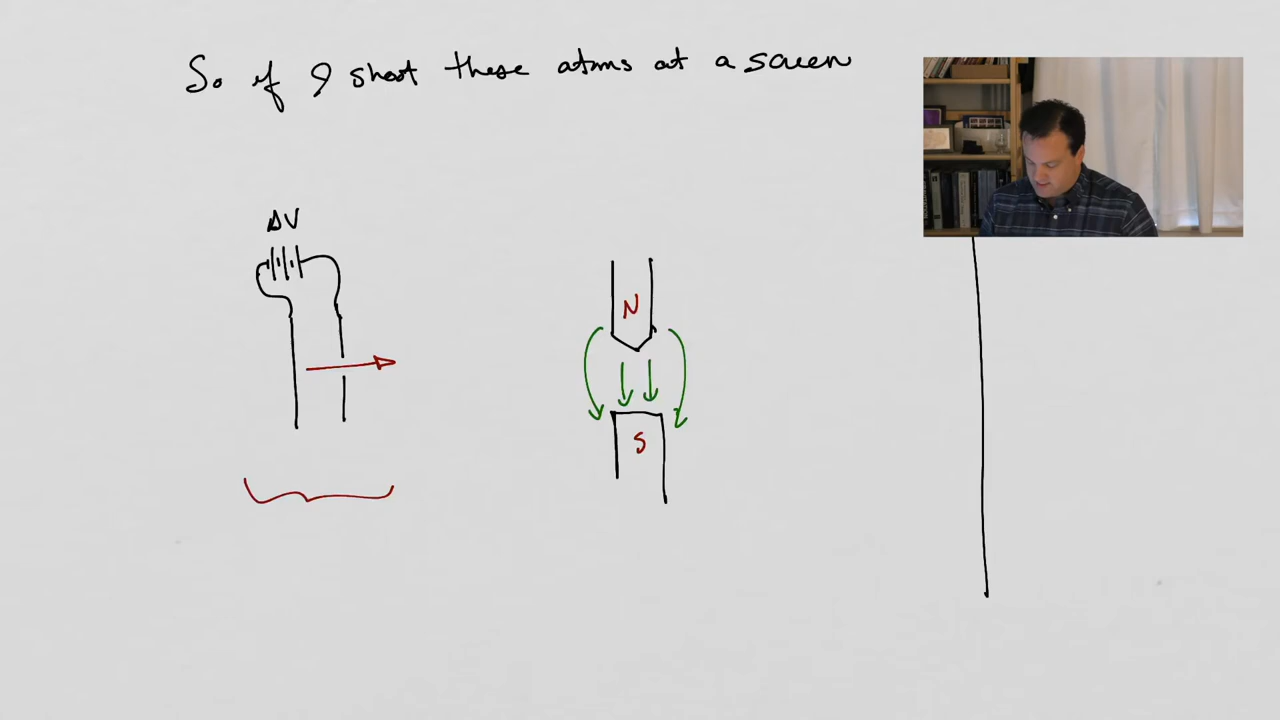 So if I shoot these atoms at a screen
ΔV
N
S